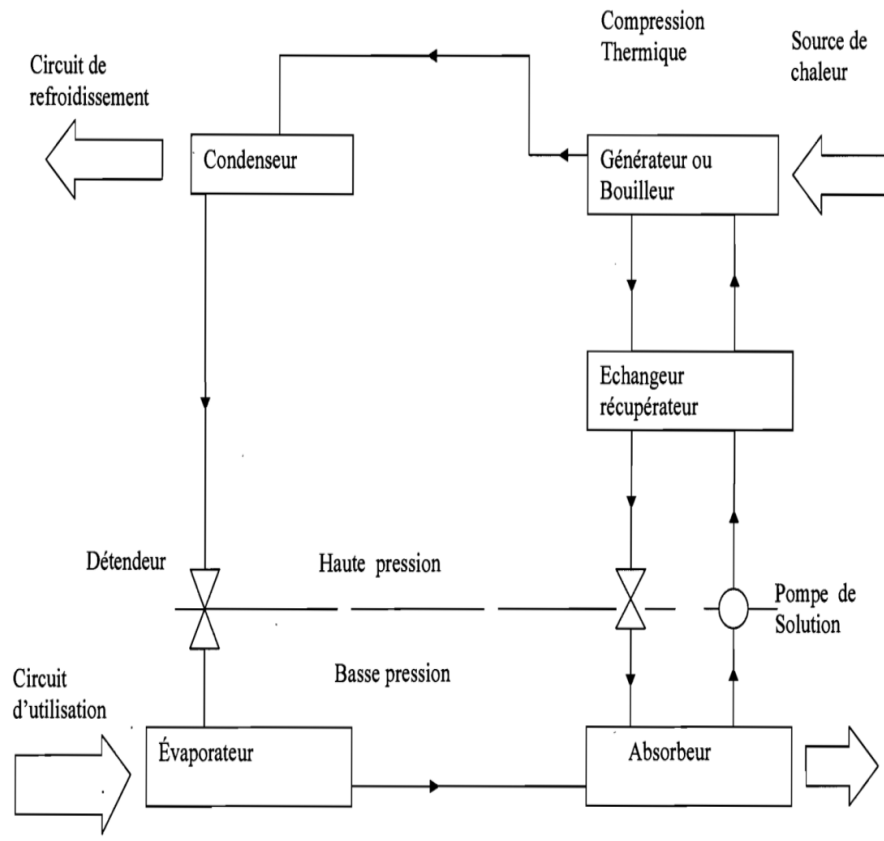 Compression
Thermique
Source de
chaleur
Circuit de
refroidissement
Condenseur
Générateur ou
Bouilleur
Echangeur
récupérateur
Détendeur
Haute pression
Pompe de
Solution
Basse pression
Circuit
d’utilisation
Évaporateur
Absorbeur